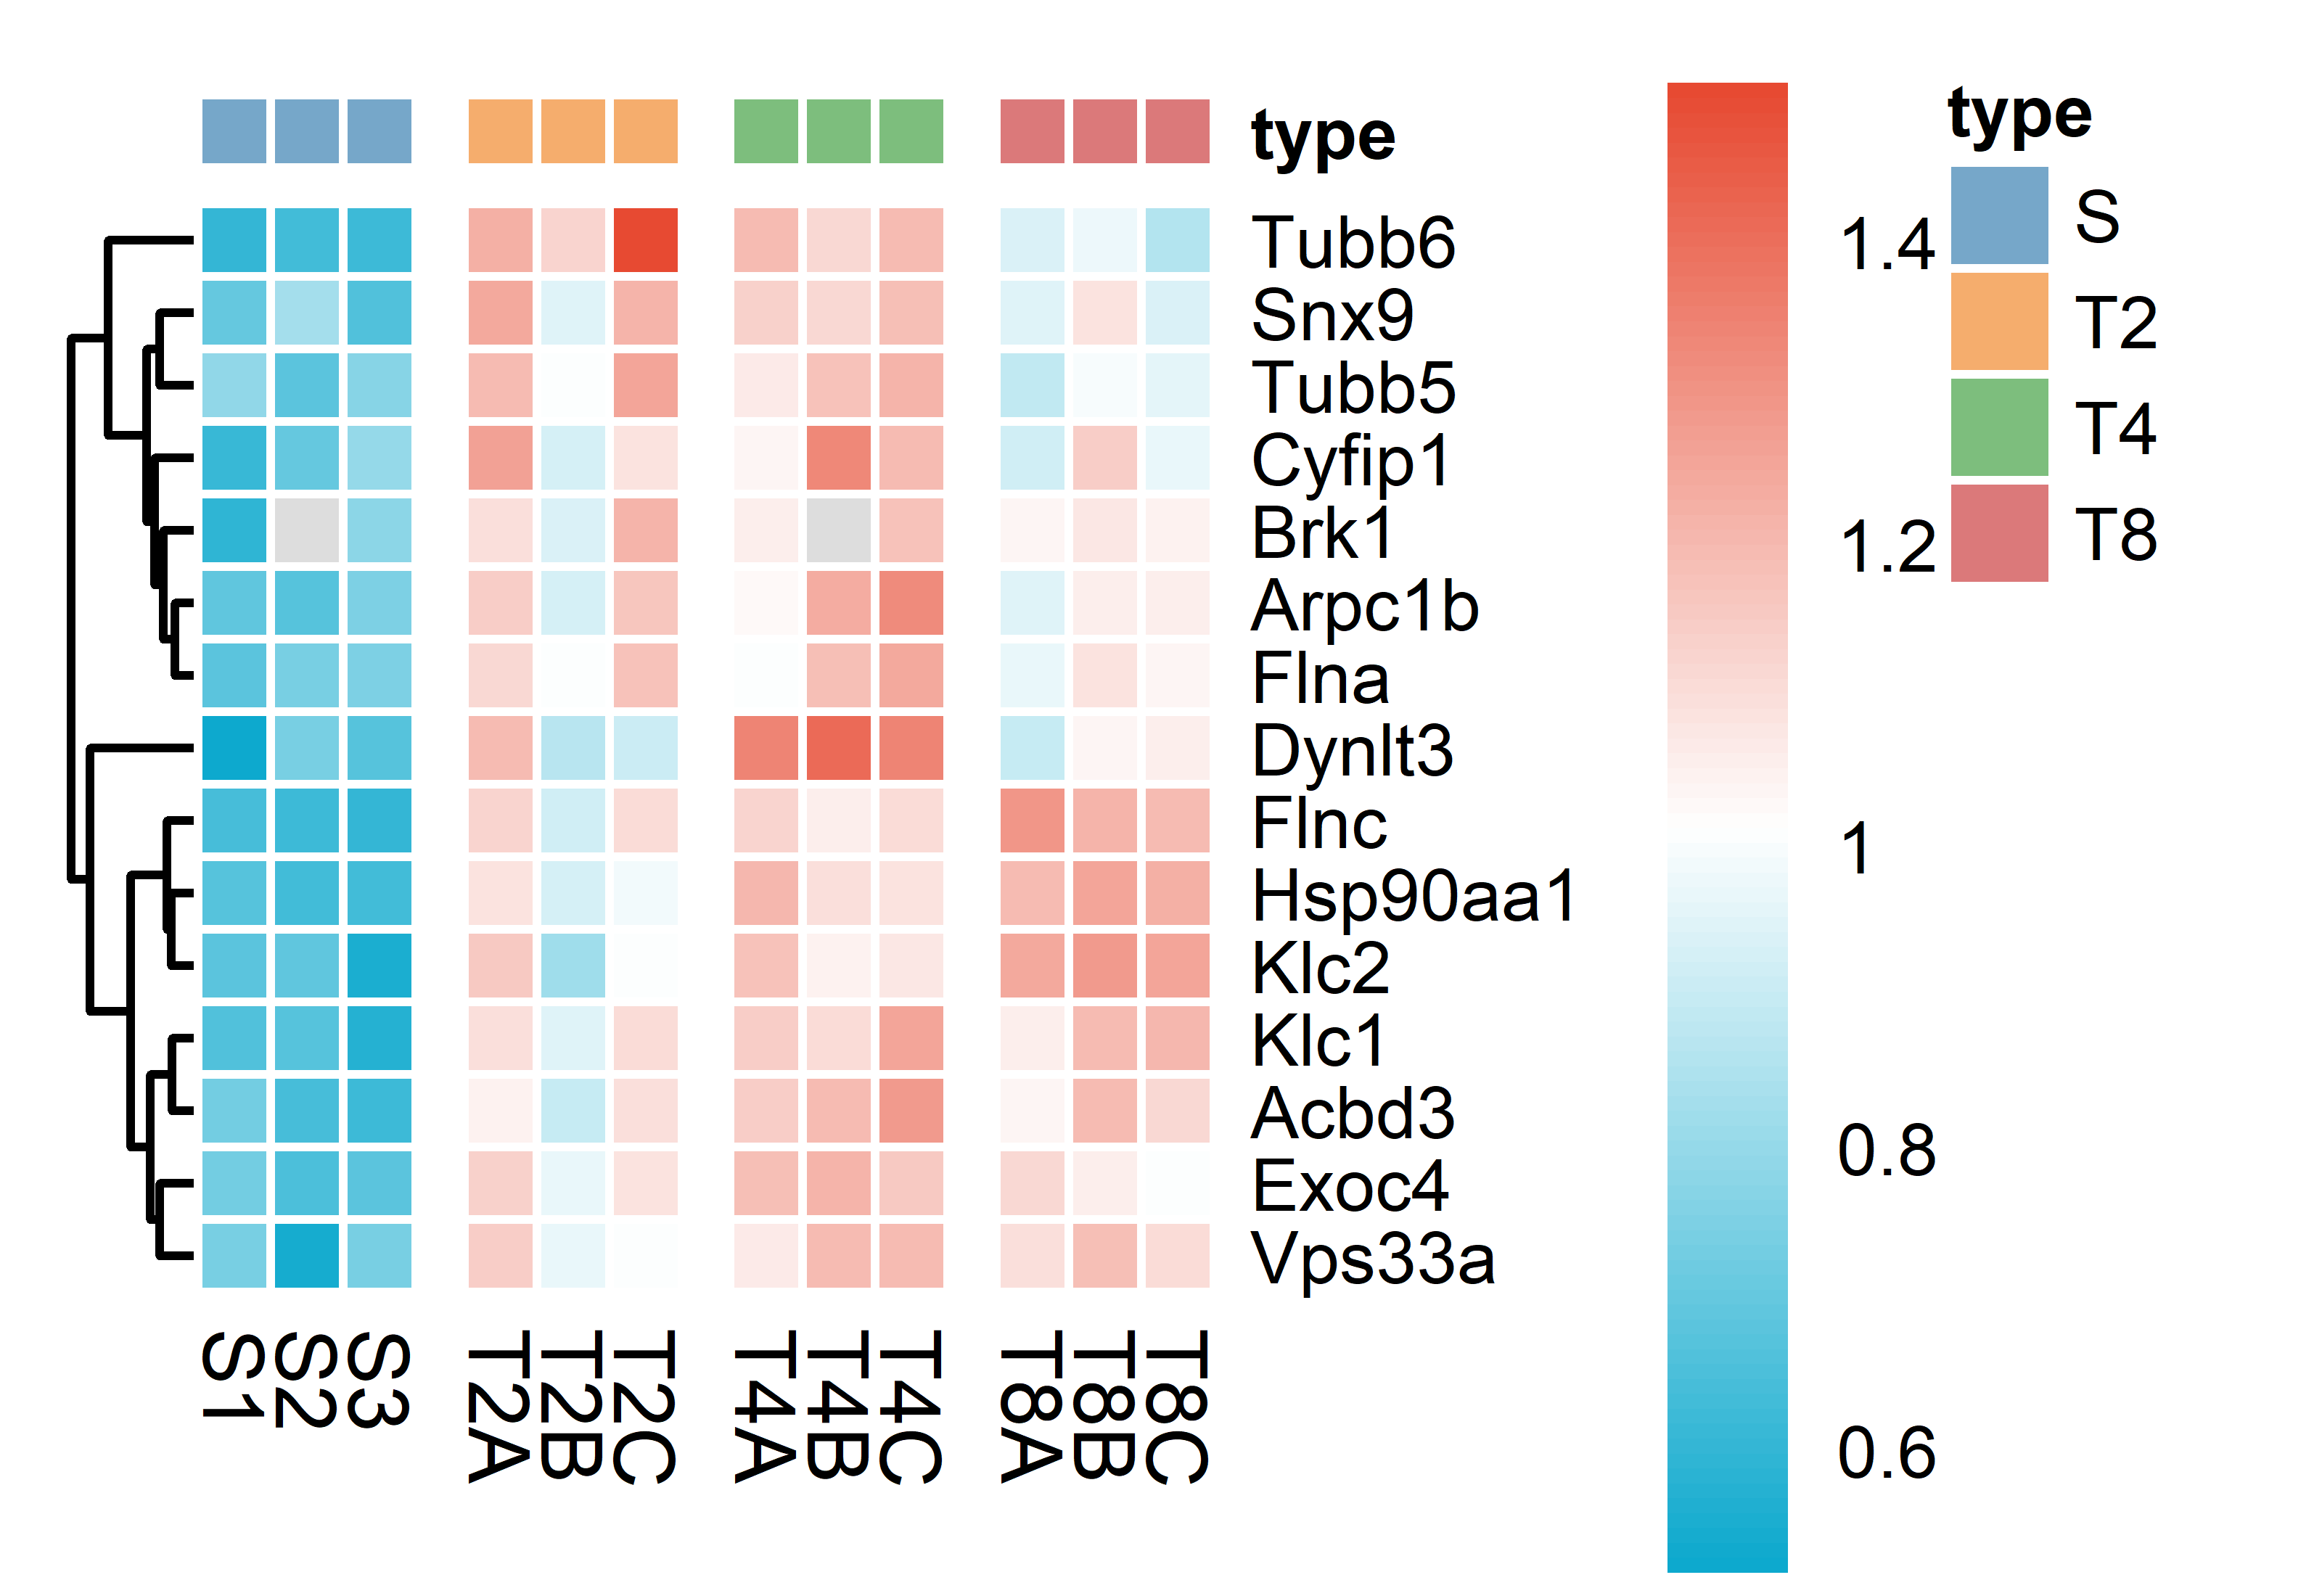 type
Tubb6
Snx9
Tubb5
Cyfip1
Brk1
Arpc1b
Flna
Dynlt3
Flnc
Hsp90aa1
Klc2
Klc1
Acbd3
Exoc4
Vps33a
S1
S2
S3
T2A
T2B
T2C
T4A
T4B
T4C
T8A
T8B
T8C
1.4
1.2
1
0.8
0.6
type
S
T2
T4
T8